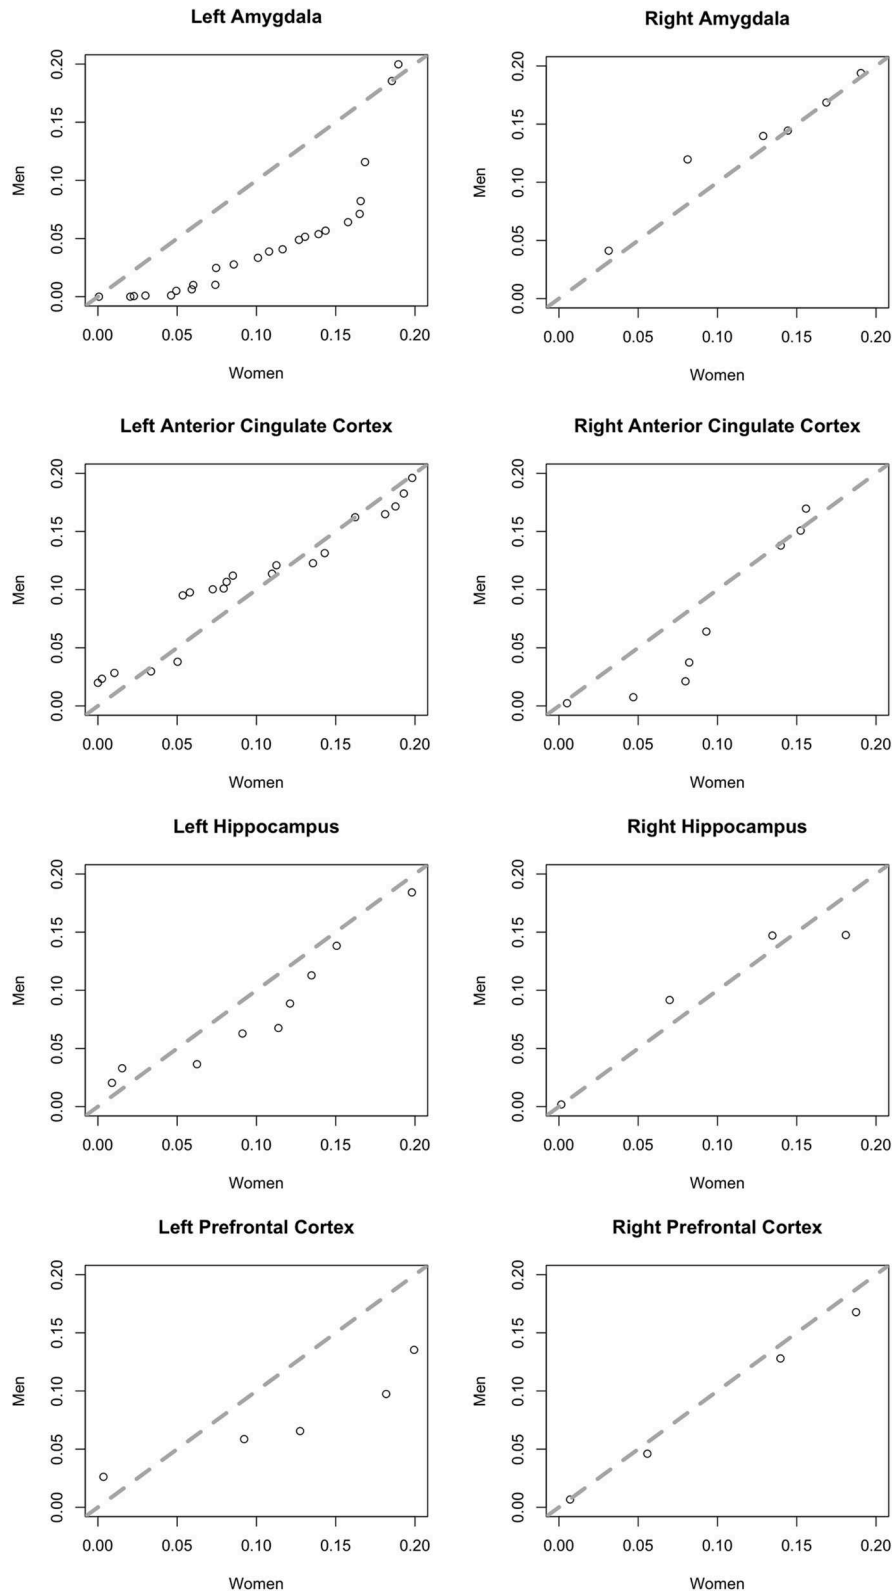 Left Amygdala
Men
0.00 0.05 0.10 0.15 0.20
0.00 0.05 0.10 0.15 0.20
Women
Right Amygdala
Men
0.00 0.05 0.10 0.15 0.20
0.00 0.05 0.10 0.15 0.20
Women
Left Anterior Cingulate Cortex
Men
0.00 0.05 0.10 0.15 0.20
0.00 0.05 0.10 0.15 0.20
Women
Right Anterior Cingulate Cortex
Men
0.00 0.05 0.10 0.15 0.20
0.00 0.05 0.10 0.15 0.20
Women
Left Hippocampus
Men
0.00 0.05 0.10 0.15 0.20
0.00 0.05 0.10 0.15 0.20
Women
Right Hippocampus
Men
0.00 0.05 0.10 0.15 0.20
0.00 0.05 0.10 0.15 0.20
Women
Left Prefrontal Cortex
Men
0.00 0.05 0.10 0.15 0.20
0.00 0.05 0.10 0.15 0.20
Women
Right Prefrontal Cortex
Men
0.00 0.05 0.10 0.15 0.20
0.00 0.05 0.10 0.15 0.20
Women